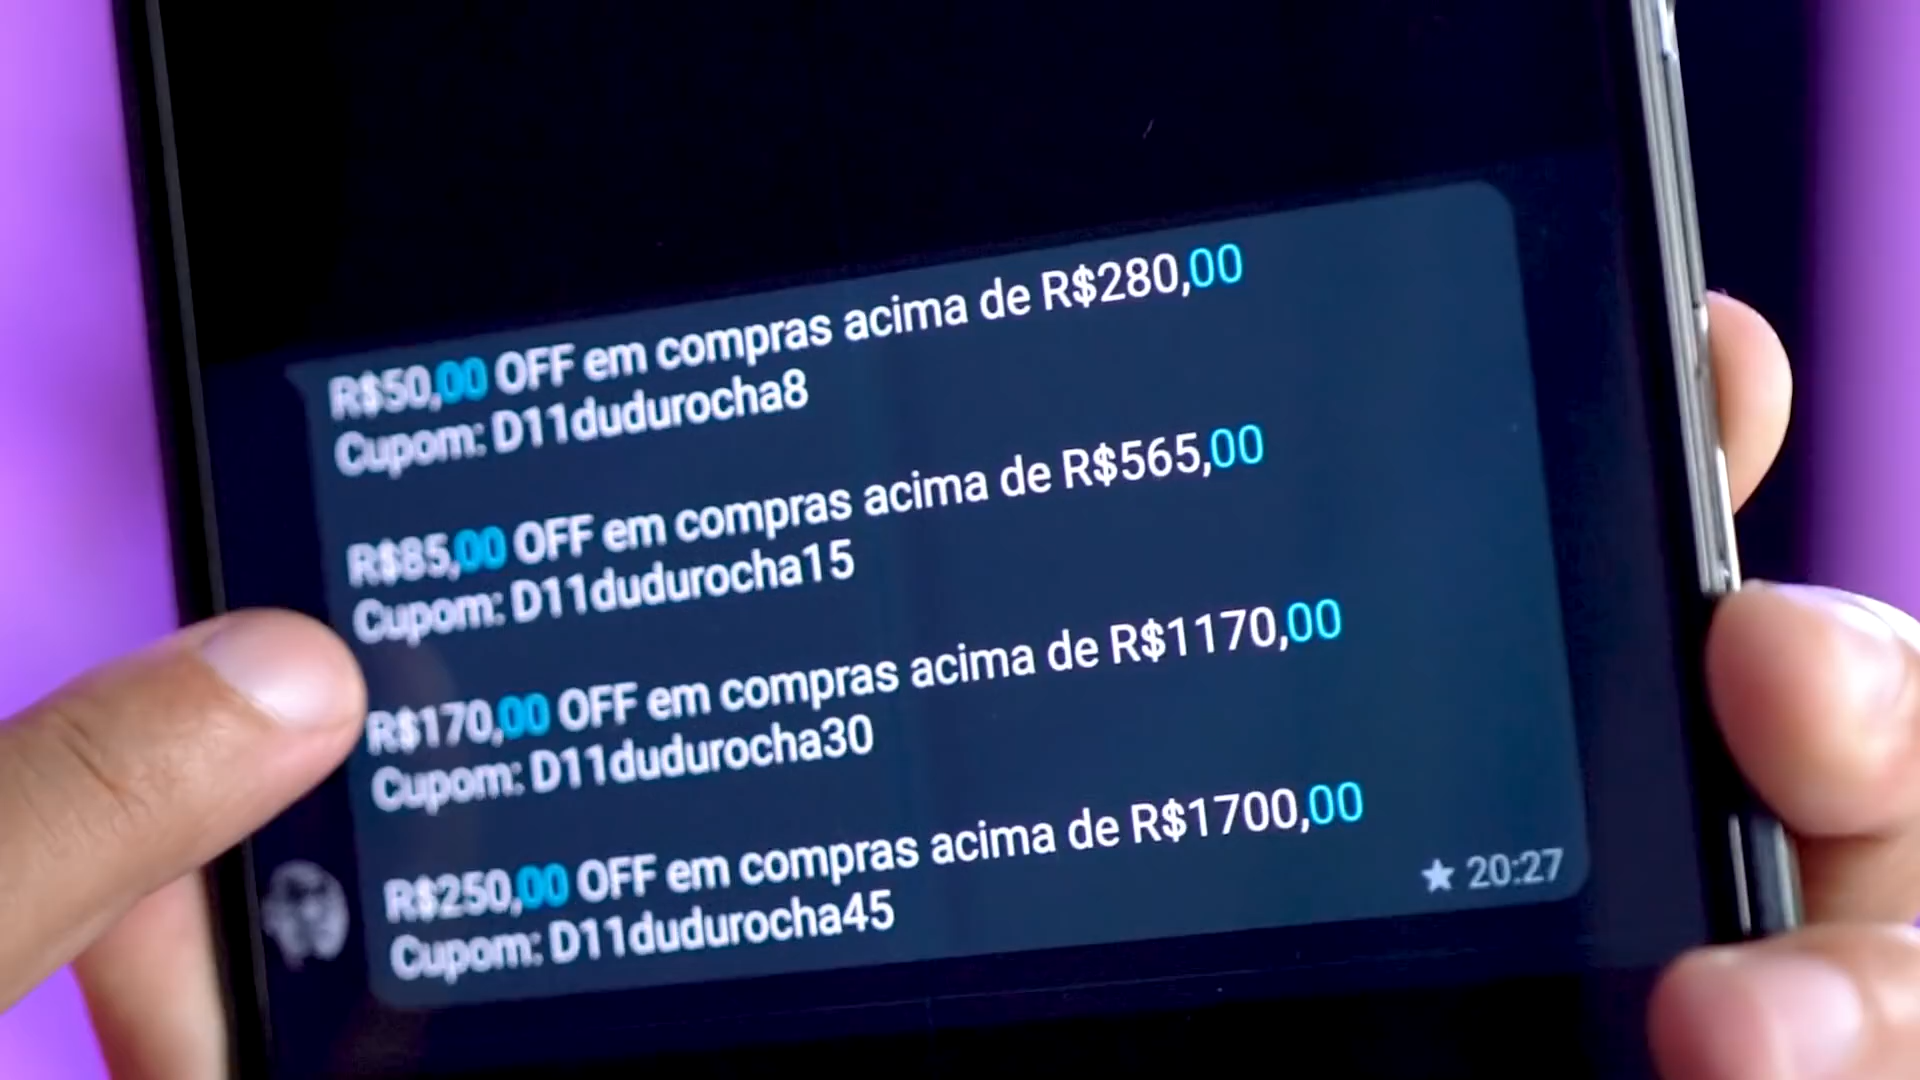 R$50,00 OFF em compras acima de R$280,00
Cupom: D11dudurocha8
R$85,00 OFF em compras acima de R$565,00
Cupom: D11dudurocha15
R$170,00 OFF em compras acima de R$1170,00
Cupom: D11dudurocha30
R$250,00 OFF em compras acima de R$1700,00
Cupom: D11dudurocha45
★ 20:27